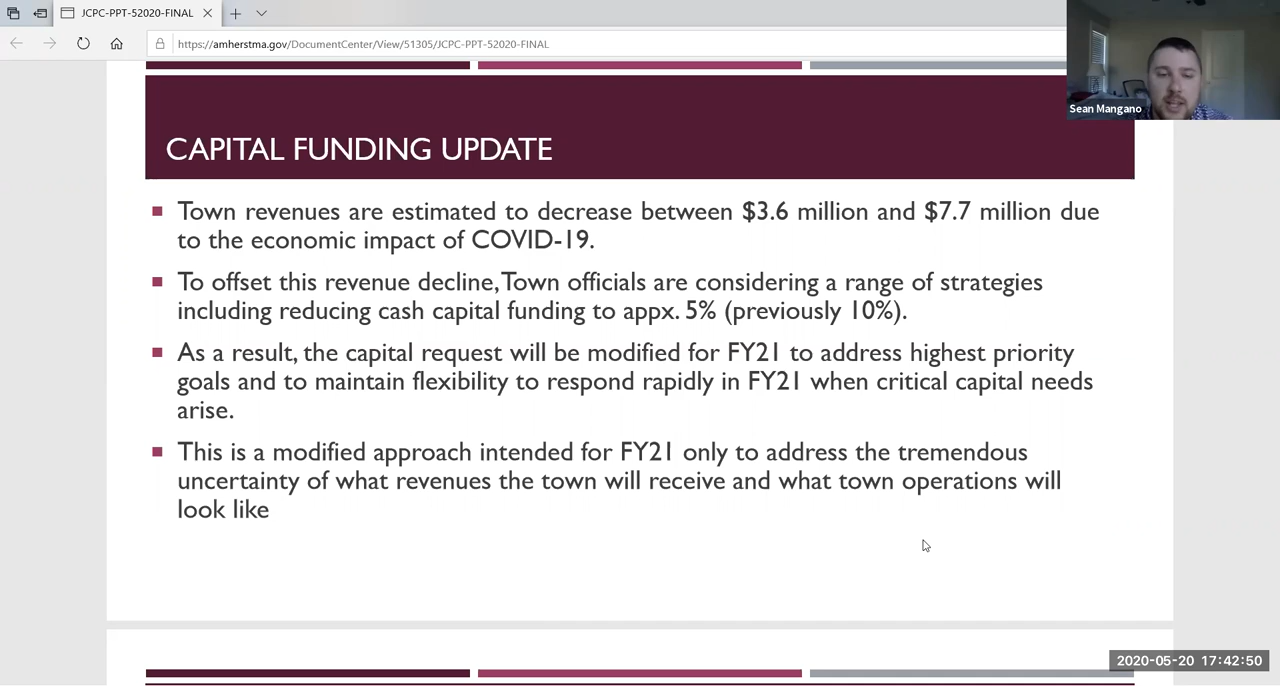 JCPC-PPT-52020-FINAL
https://amherstma.gov/DocumentCenter/View/51305/JCPC-PPT-52020-FINAL
Sean Mangano
CAPITAL FUNDING UPDATE
Town revenues are estimated to decrease between $3.6 million and $7.7 million due
to the economic impact of COVID-19.
To offset this revenue decline, Town officials are considering a range of strategies
including reducing cash capital funding to appx. 5% (previously 10%).
As a result, the capital request will be modified for FY21 to address highest priority
goals and to maintain flexibility to respond rapidly in FY21 when critical capital needs
arise.
This is a modified approach intended for FY21 only to address the tremendous
uncertainty of what revenues the town will receive and what town operations will
look like
2020-05-20 17:42:50